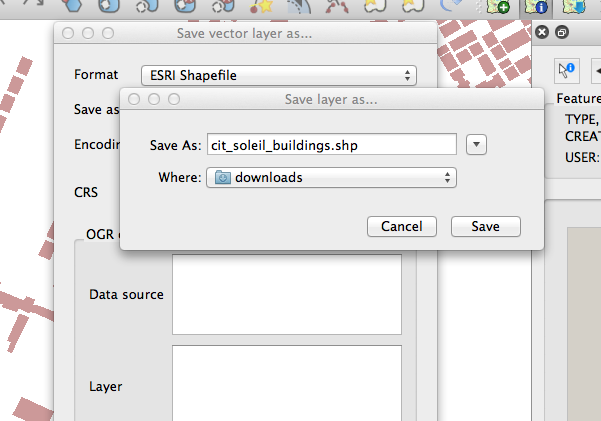 Save vector layer as...
Format ESRI Shapefile
Save layer as...
Save as
Feature
Save As: cit_soleil_buildings.shp
TYPE,
CREAT
Encoding
USER:
Where: downloads
CRS
Cancel Save
OGR
Data source
Layer